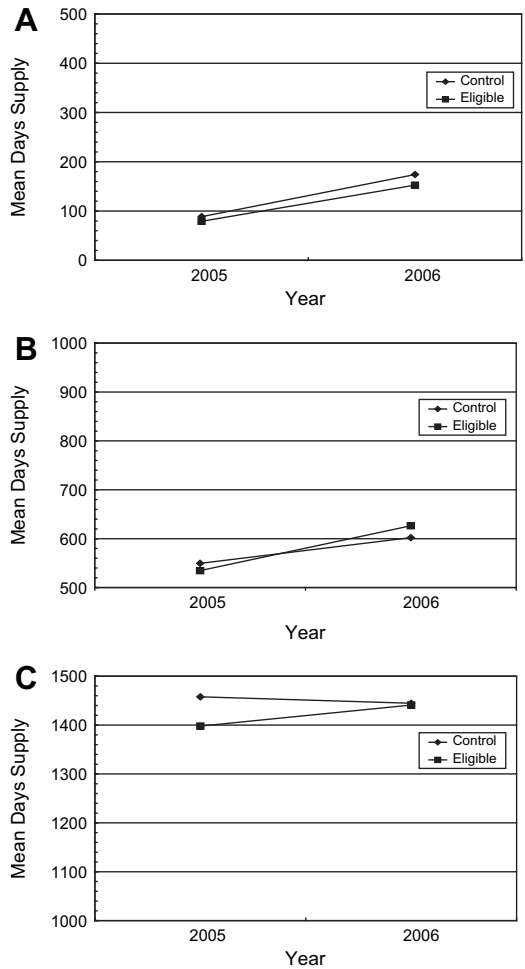 A
Mean Days Supply
500
400
300
200
100
0
Control
Eligible
2005 2006
Year
B
Mean Days Supply
1000
900
800
700
600
500
Control
Eligible
2005 2006
Year
C
Mean Days Supply
1500
1400
1300
1200
1100
1000
Control
Eligible
2005 2006
Year